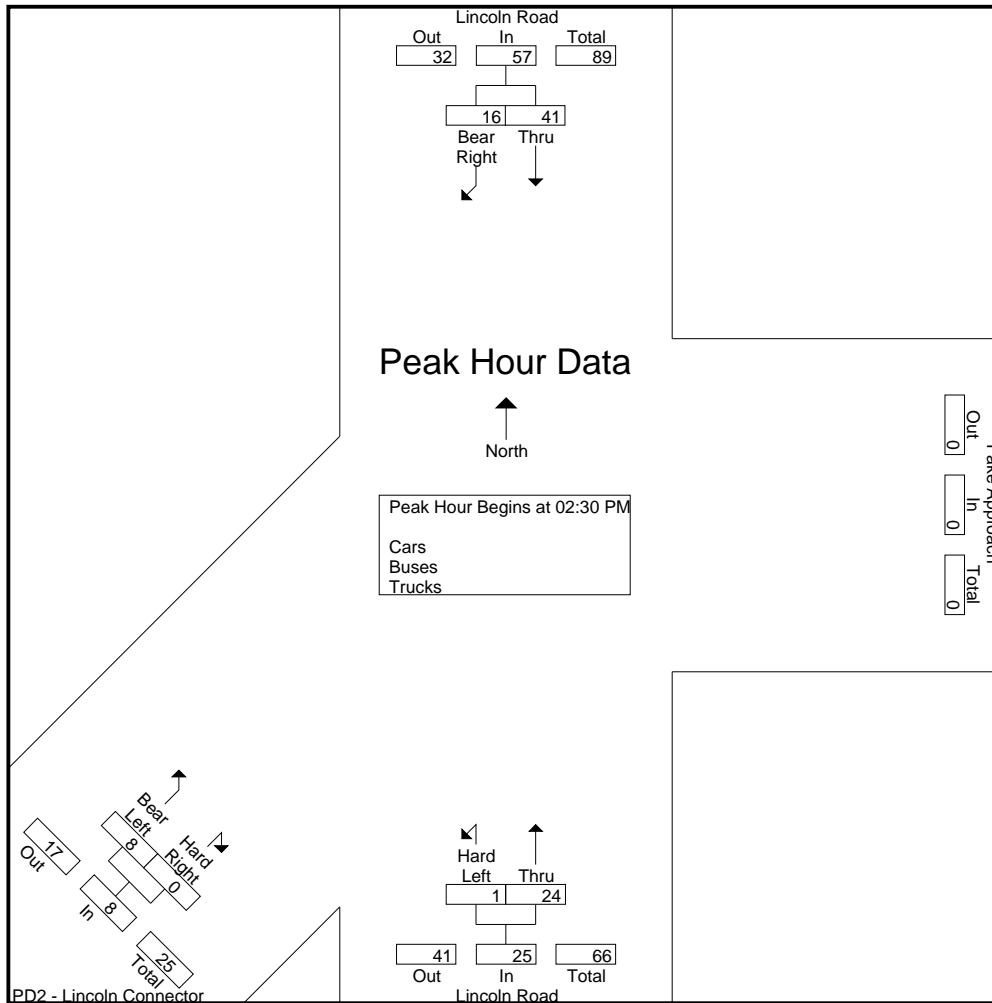 Lincoln Road
Out In Total
32 57 89
16 41
Bear Thru
Right
Peak Hour Data
North
Peak Hour Begins at 02:30 PM
Cars
Buses
Trucks
Out In Total
0 0 0
Approach
Bear
Left
Hard
Right
8 0
17 8 25
Out In Total
Hard Thru
Left
1 24
41 25 66
Out In Total
Lincoln Road
PD2 - Lincoln Connector